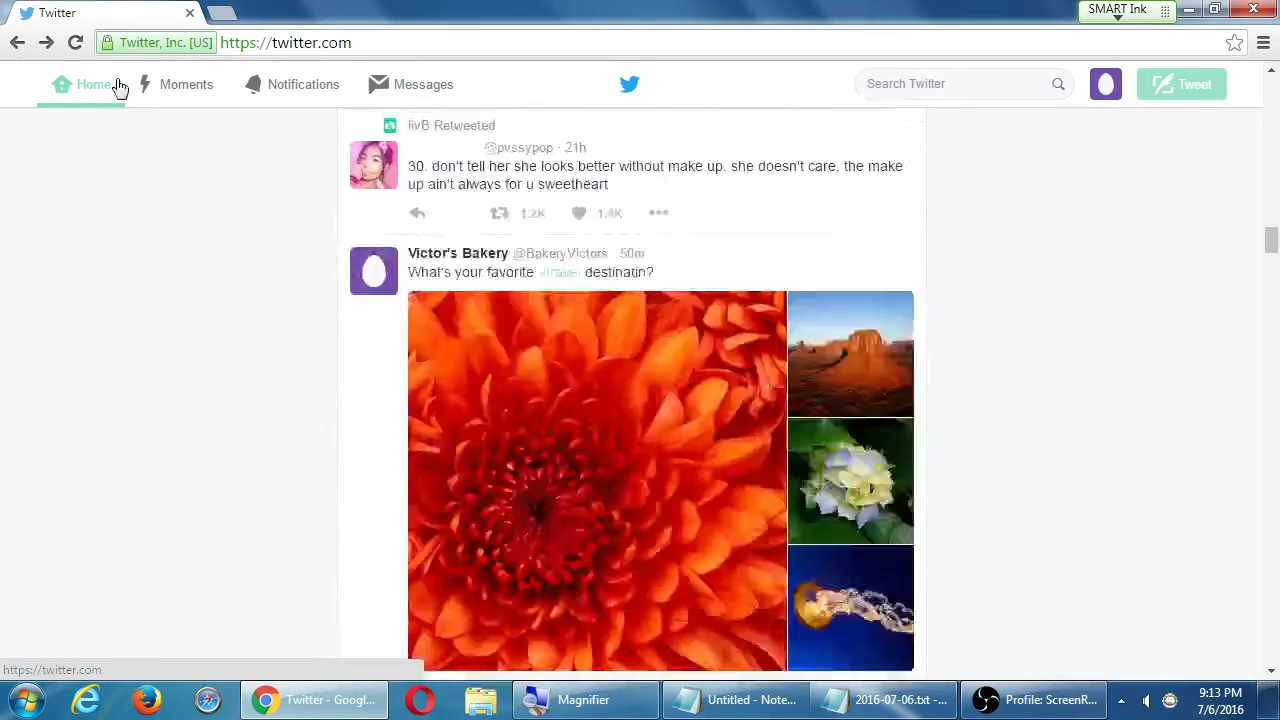 Twitter
SMART Ink
Twitter, Inc. [US] https://twitter.com
Home Moments Notifications Messages Search Twitter Tweet
livB Retweeted
@pvssypop · 21h
30. don't tell her she looks better without make up. she doesn't care, the make
up ain't always for u sweetheart
1.2K 1.4K
Victor's Bakery @BakeryVictors 50m
What's your favorite destinatin?
https://twitter.com
Twitter - Googl... Magnifier Untitled - Note... 2016-07-06.txt -... Profile: ScreenR...
9:13 PM
7/6/2016